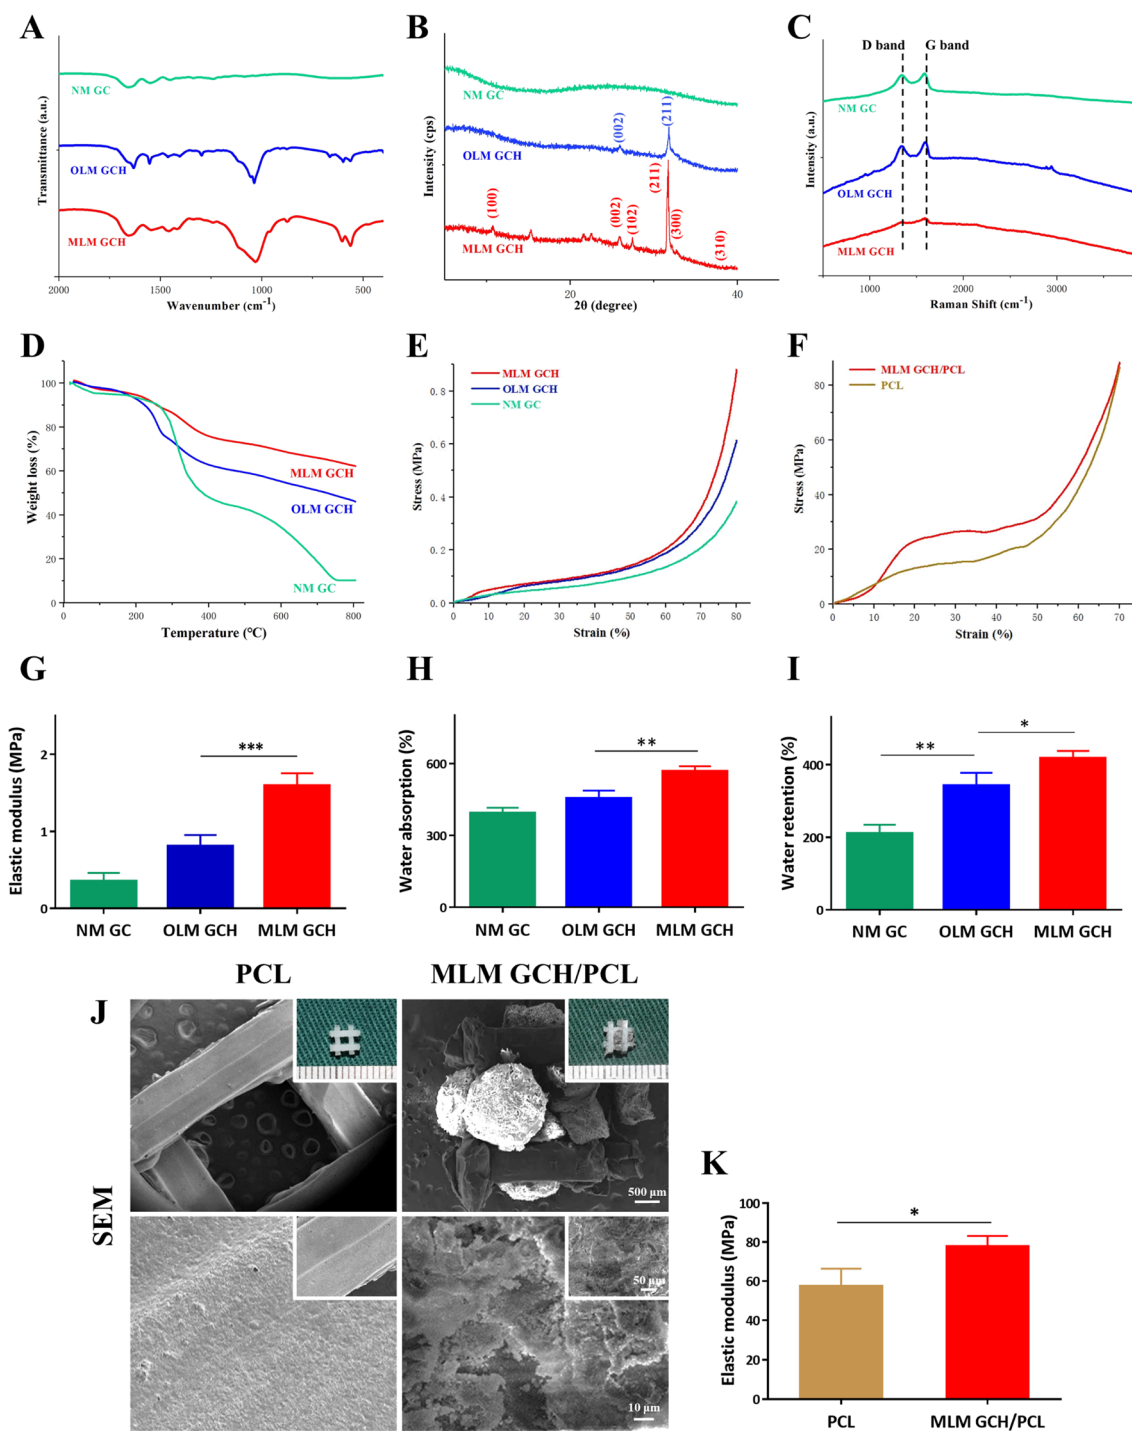 A
Transmittance (a.u.)
NM GC
OLM GCH
MLM GCH
2000
1500
1000
500
Wavenumber (cm-1)
B
Intensity (cps)
NM GC
(211)
(002)
OLM GCH
(211)
(100)
(002)
(102)
(300)
(310)
MLM GCH
20
40
2θ (degree)
C
D band
G band
Intensity (a.u.)
NM GC
OLM GCH
MLM GCH
1000
2000
3000
Raman Shift (cm-1)
D
Weight loss (%)
100
80
60
40
20
0
MLM GCH
OLM GCH
NM GC
0
200
400
600
800
Temperature (℃)
E
Stress (MPa)
MLM GCH
OLM GCH
NM GC
0.8
0.6
0.4
0.2
0.0
0
10
20
30
40
50
60
70
80
Strain (%)
F
Stress (MPa)
MLM GCH/PCL
PCL
80
60
40
20
0
0
10
20
30
40
50
60
70
Strain (%)
G
Elastic modulus (MPa)
2
1
0
***
NM GC
OLM GCH
MLM GCH
H
Water absorption (%)
600
300
0
**
NM GC
OLM GCH
MLM GCH
I
Water retention (%)
400
200
0
**
*
NM GC
OLM GCH
MLM GCH
PCL
MLM GCH/PCL
J
SEM
500 μm
50 μm
10 μm
K
Elastic modulus (MPa)
100
80
60
40
20
0
*
PCL
MLM GCH/PCL